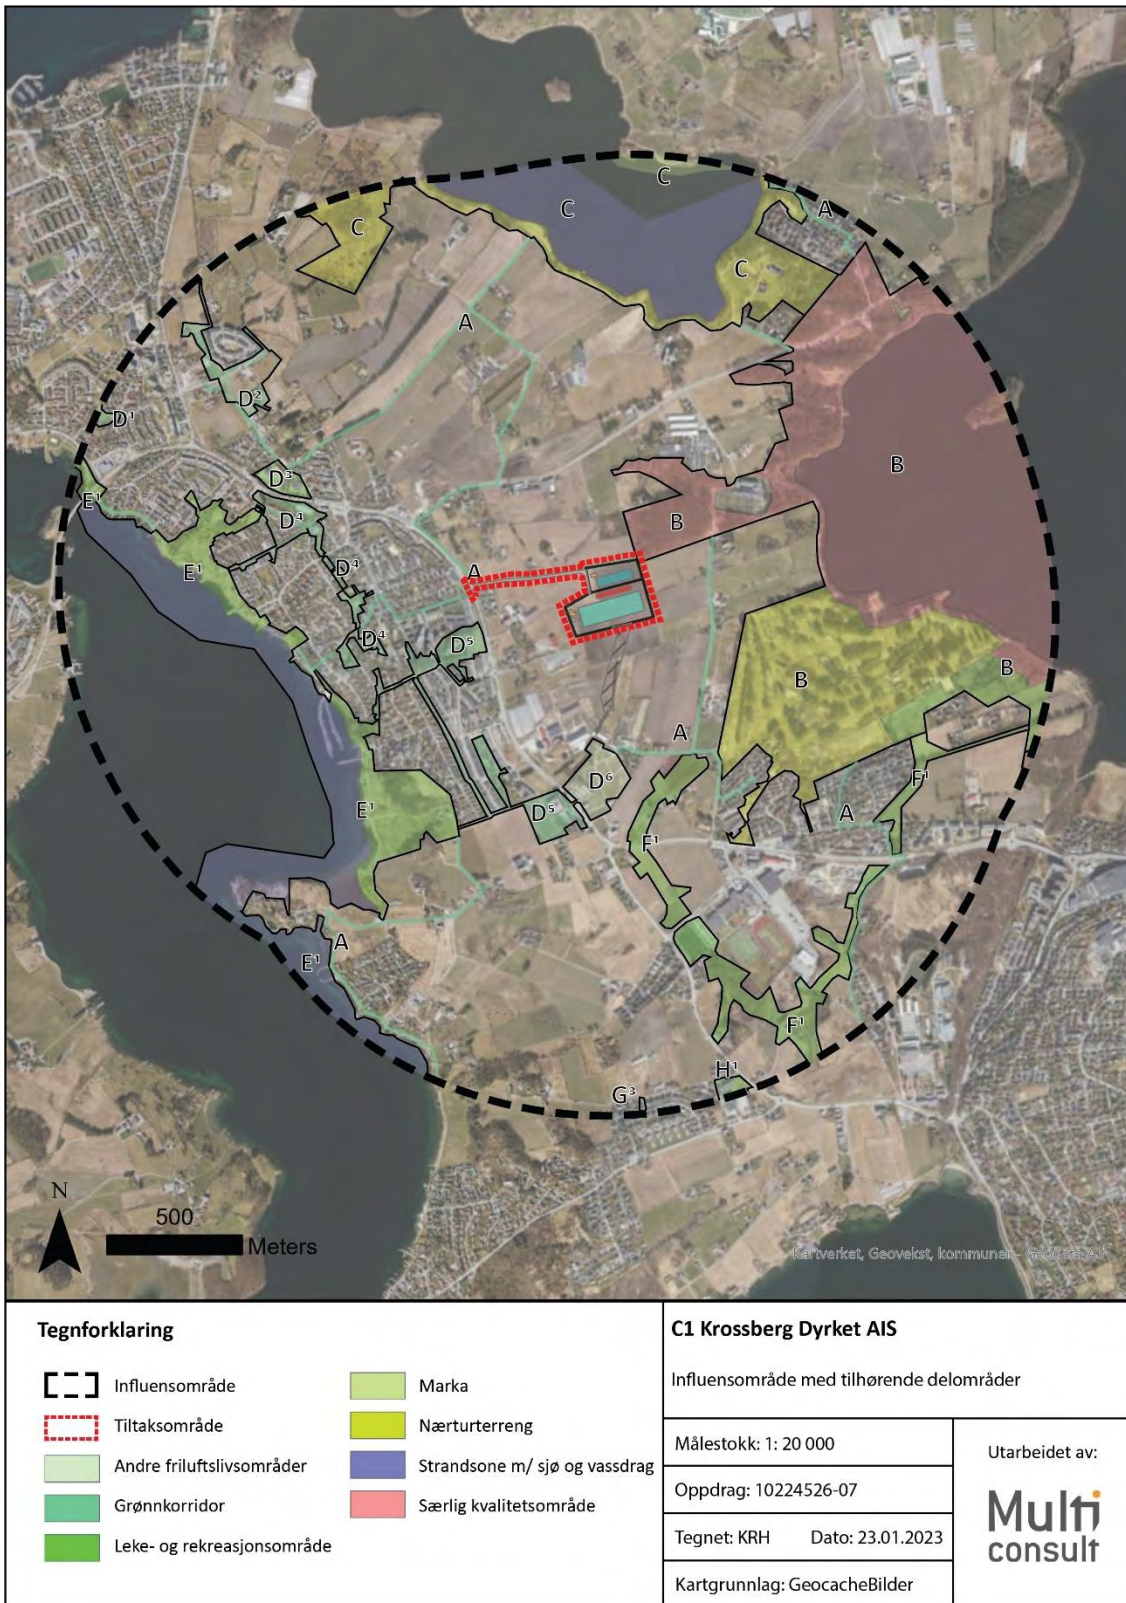 C
C
C
A
C
A
D²
D¹
B
D³
E¹
D⁴
B
E¹
D⁴
A
D⁴
D⁵
B
B
A
D⁶
F¹
E¹
D⁵
A
F¹
A
E¹
F¹
H¹
G³
N
500
Meters
Kartverket, Geovekst, kommuner - Geodata AS
Tegnforklaring
Influensområde
Tiltaksområde
Andre friluftslivsområder
Grønnkorridor
Leke- og rekreasjonsområde
Marka
Nærturterreng
Strandsone m/ sjø og vassdrag
Særlig kvalitetsområde
C1 Krossberg Dyrket AIS
Influensområde med tilhørende delområder
Målestokk: 1: 20 000
Oppdrag: 10224526-07
Tegnet: KRH Dato: 23.01.2023
Kartgrunnlag: GeocacheBilder
Utarbeidet av:
Multi
consult